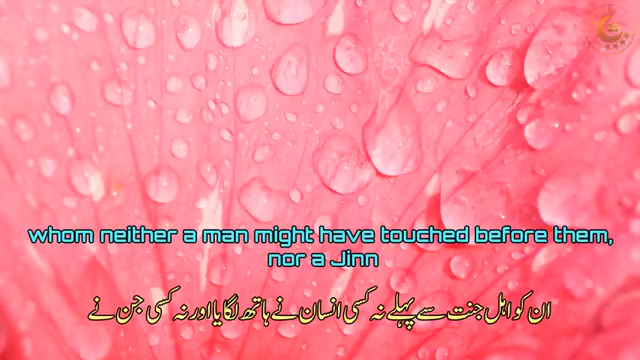 whom neither a man might have touched before them,
nor a Jinn
ان کو اہل جنت سے پہلے نہ کسی انسان نے ہاتھ لگایا اور نہ کسی جن نے